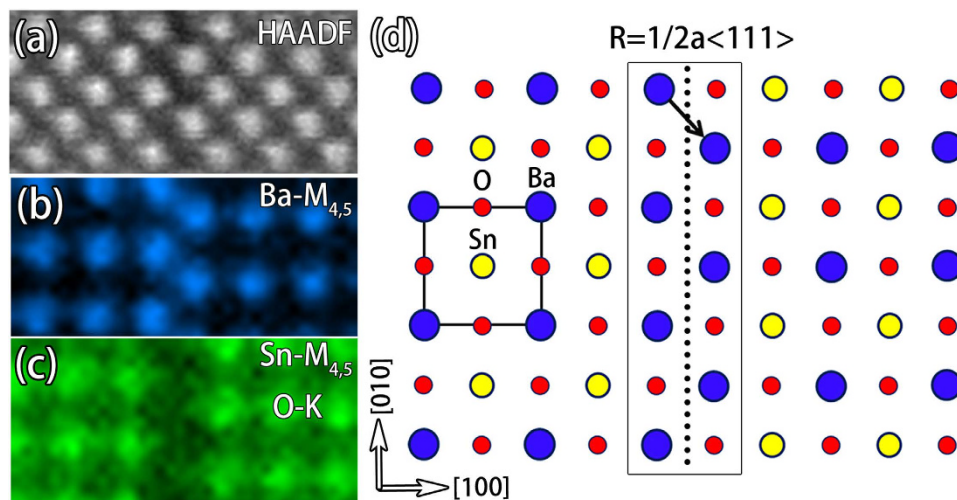 (a)
HAADF
(b)
Ba-M4,5
(c)
Sn-M4,5
O-K
(d)
R=1/2a<111>
O
Ba
Sn
[010]
[100]